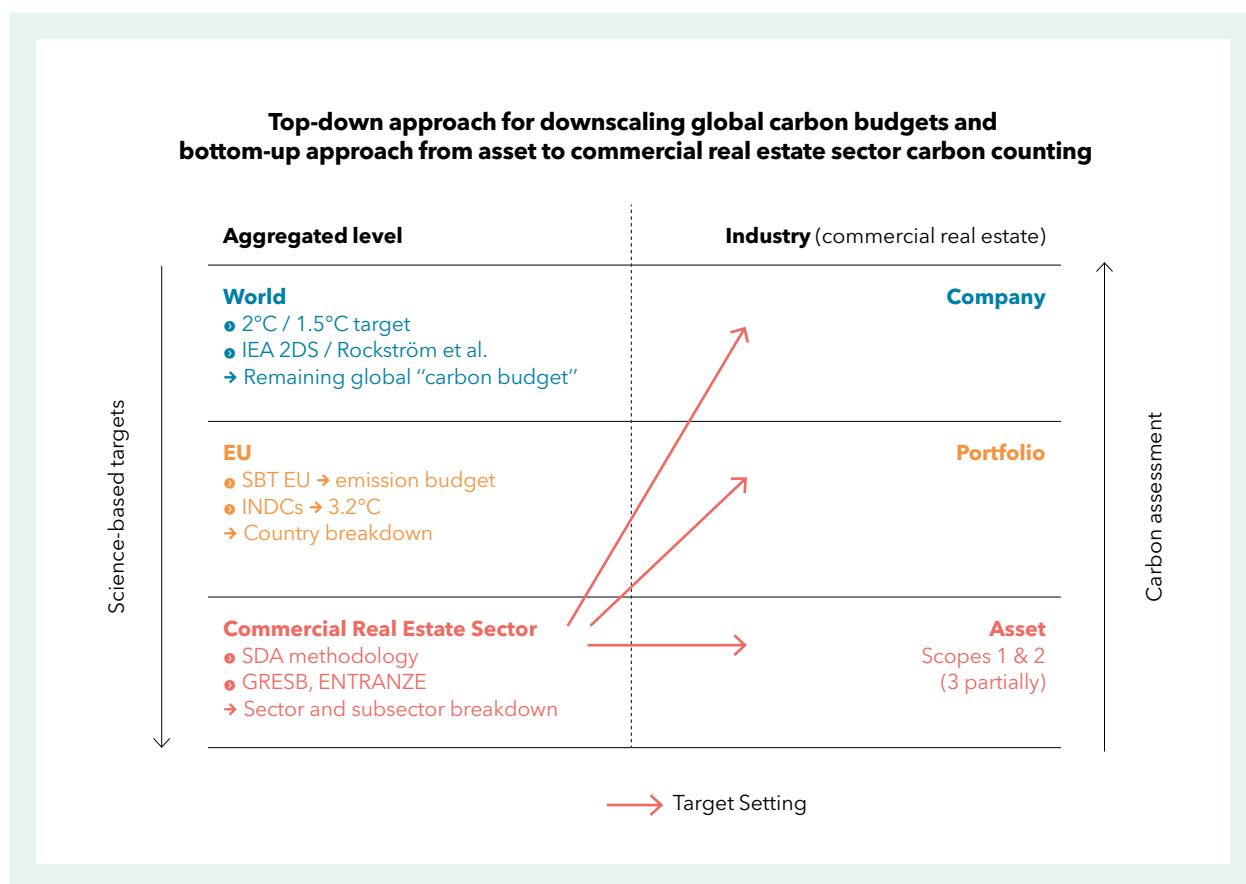 Top-down approach for downscaling global carbon budgets and
bottom-up approach from asset to commercial real estate sector carbon counting
Aggregated level
Industry (commercial real estate)
Science-based targets
World
2°C / 1.5°C target
IEA 2DS / Rockström et al.
→ Remaining global “carbon budget”
Company
EU
SBT EU → emission budget
INDCs → 3.2°C
→ Country breakdown
Portfolio
Commercial Real Estate Sector
SDA methodology
GRESB, ENTRANZE
→ Sector and subsector breakdown
Asset
Scopes 1 & 2
(3 partially)
Carbon assessment
Target Setting